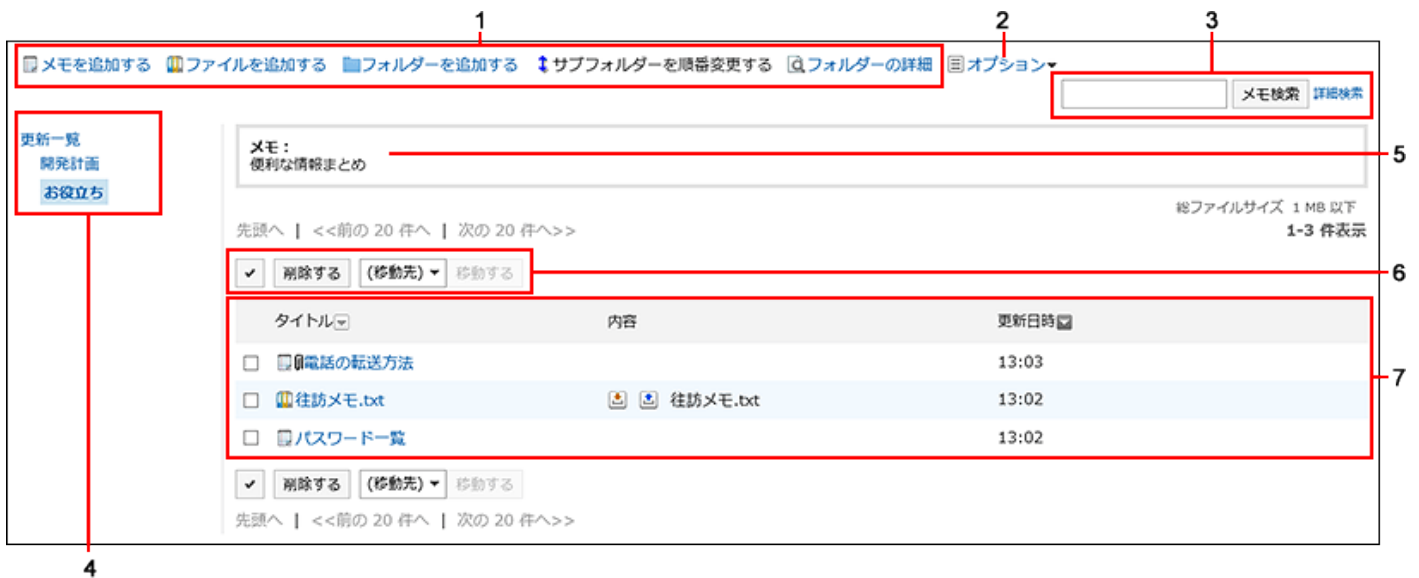 1 2 3
メモを追加する ファイルを追加する フォルダーを追加する サブフォルダーを順番変更する フォルダーの詳細 オプション
メモ検索 詳細検索
更新一覧
開発計画
お役立ち
メモ：
便利な情報まとめ
5
総ファイルサイズ 1 MB 以下
先頭へ | <<前の 20 件へ | 次の 20 件へ>>
1-3 件表示
削除する (移動先) 移動する
6
タイトル 内容 更新日時
電話の転送方法 13:03
7
往訪メモ.txt 往訪メモ.txt 13:02
パスワード一覧 13:02
削除する (移動先) 移動する
先頭へ | <<前の 20 件へ | 次の 20 件へ>>
4